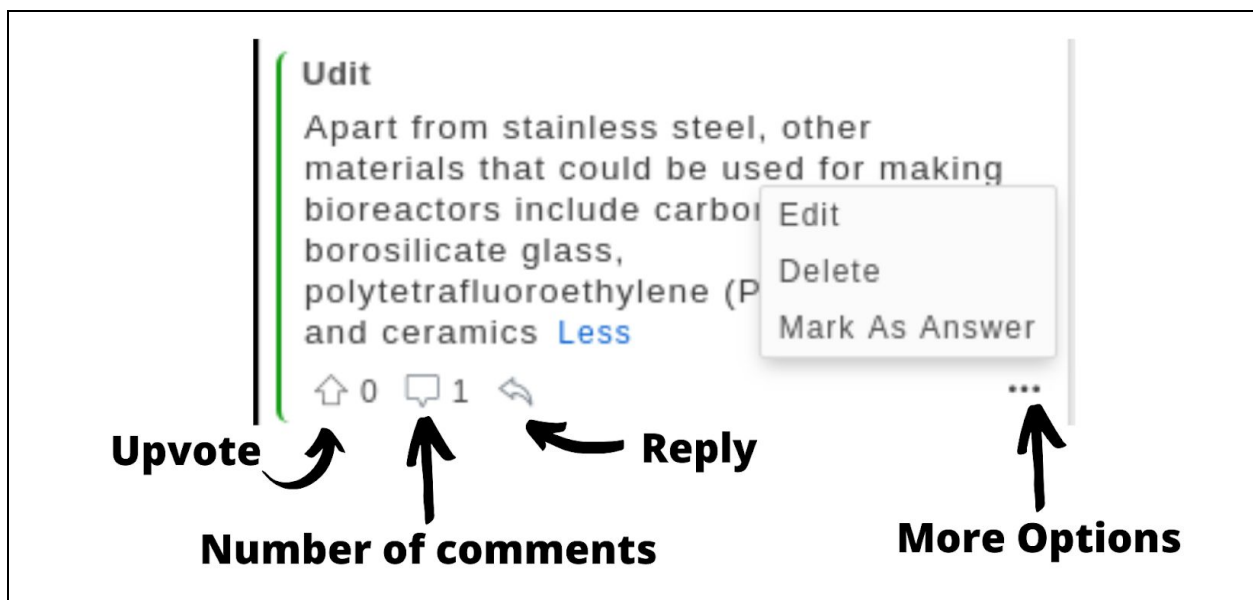 Udit
Apart from stainless steel, other
materials that could be used for making
bioreactors include carbon
borosilicate glass,
polytetrafluoroethylene (P
and ceramics Less
Edit
Delete
Mark As Answer
0 1
Upvote
Reply
Number of comments
More Options